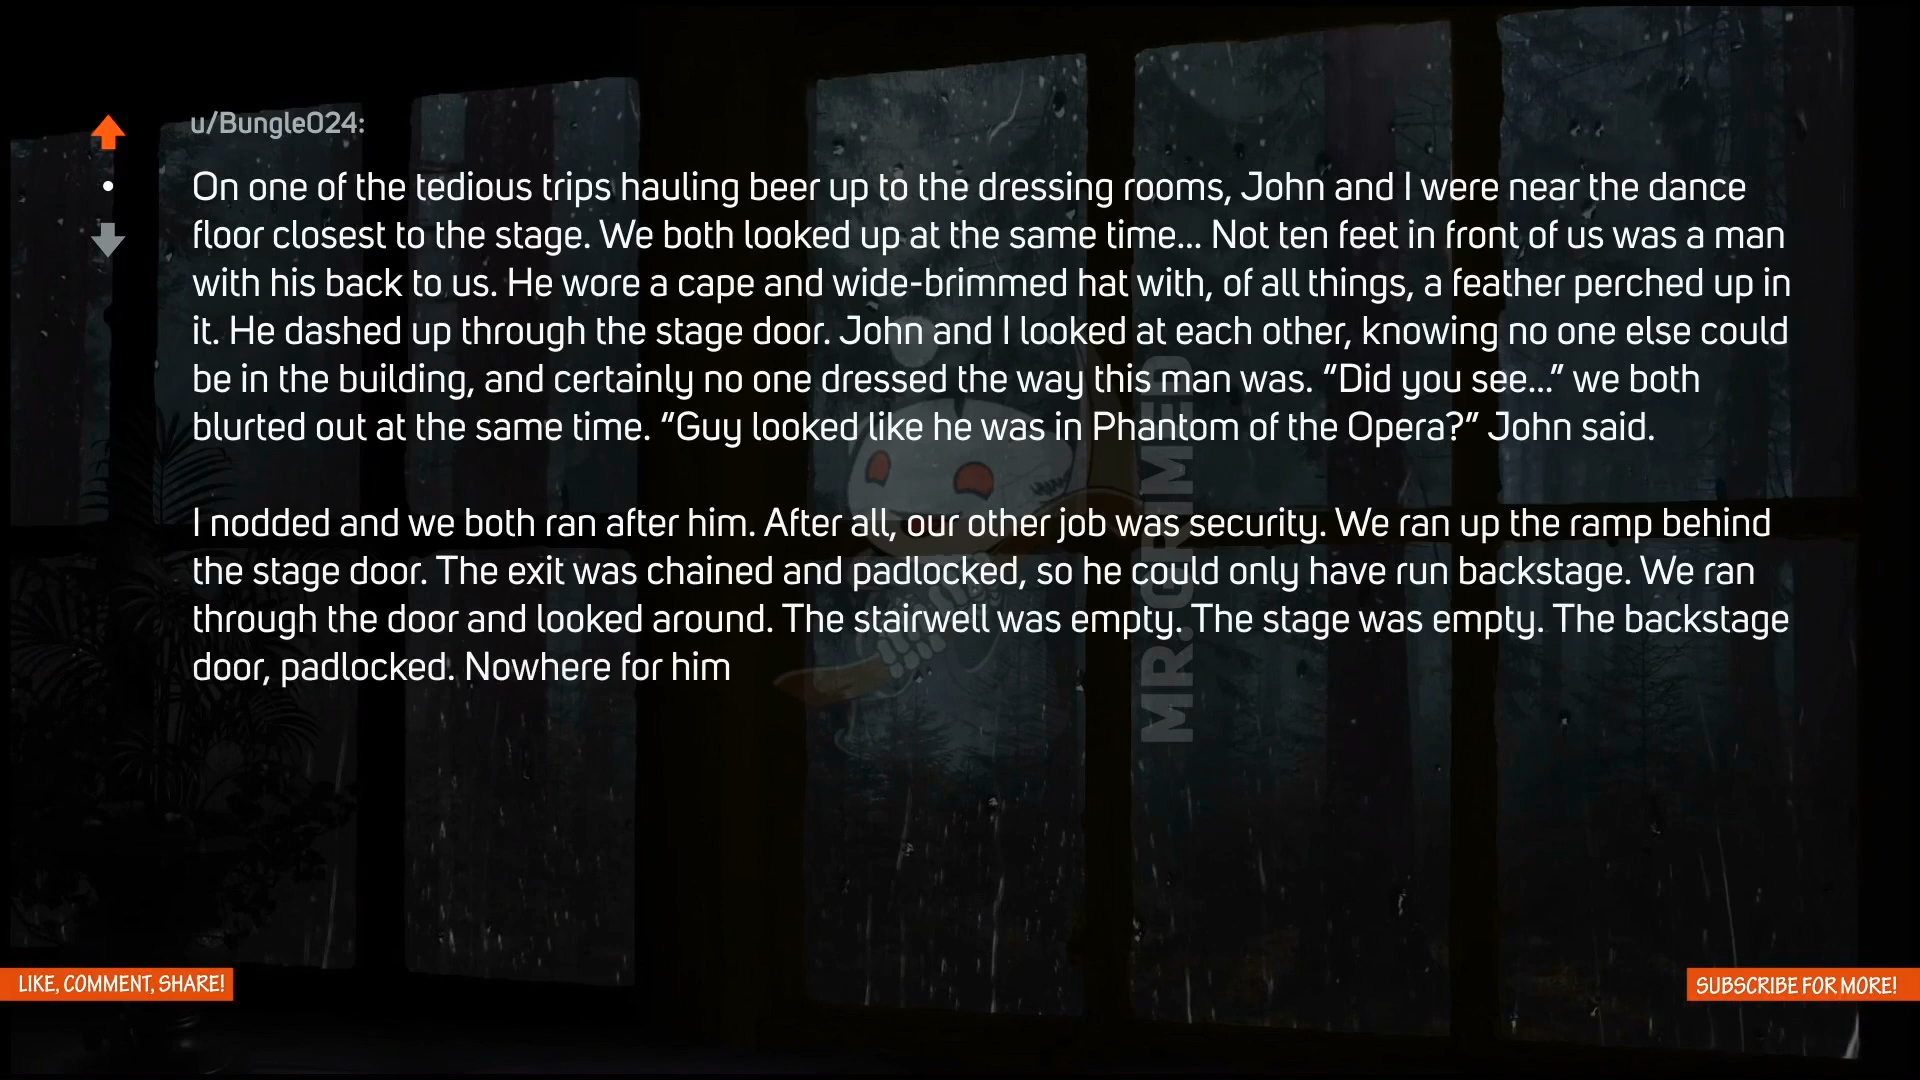 u/Bungle024:
On one of the tedious trips hauling beer up to the dressing rooms, John and I were near the dance
floor closest to the stage. We both looked up at the same time... Not ten feet in front of us was a man
with his back to us. He wore a cape and wide-brimmed hat with, of all things, a feather perched up in
it. He dashed up through the stage door. John and I looked at each other, knowing no one else could
be in the building, and certainly no one dressed the way this man was. “Did you see...” we both
blurted out at the same time. “Guy looked like he was in Phantom of the Opera?” John said.
I nodded and we both ran after him. After all, our other job was security. We ran up the ramp behind
the stage door. The exit was chained and padlocked, so he could only have run backstage. We ran
through the door and looked around. The stairwell was empty. The stage was empty. The backstage
door, padlocked. Nowhere for him
MR. GRIMED
LIKE, COMMENT, SHARE!
SUBSCRIBE FOR MORE!